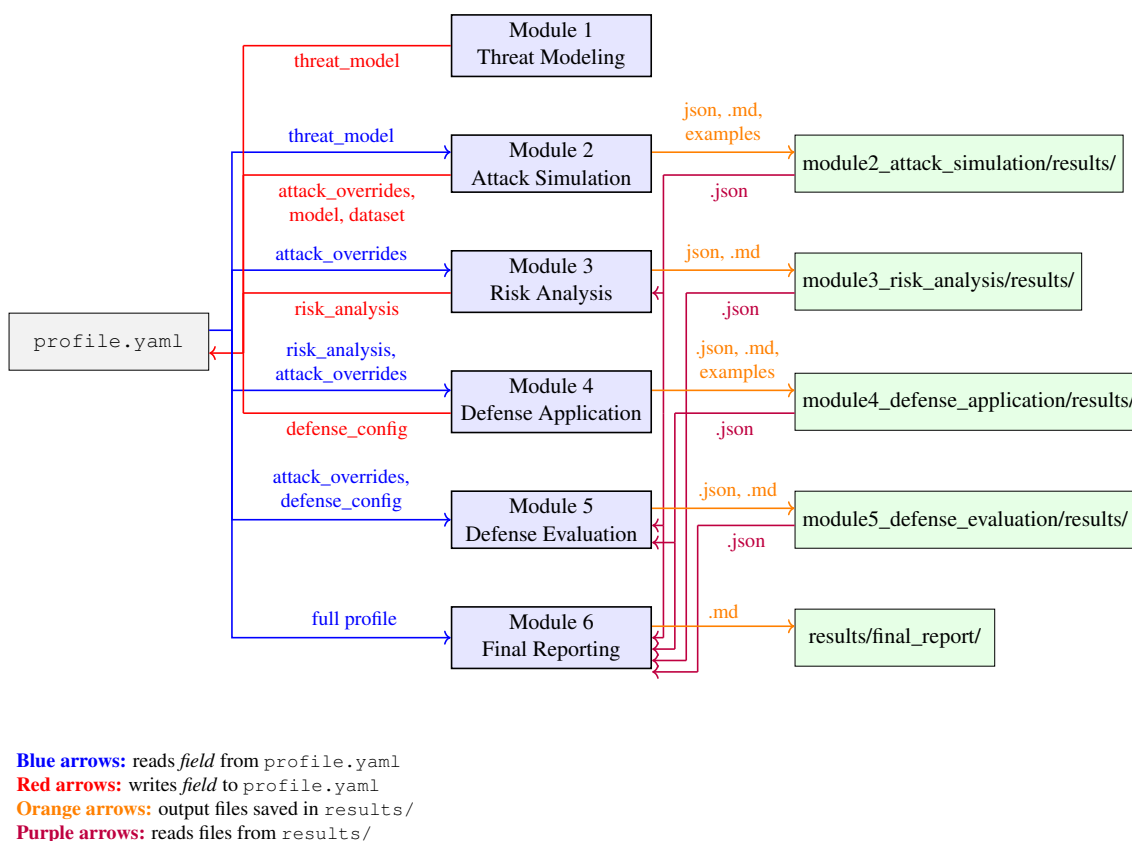 Module 1
Threat Modeling
threat_model
json, .md,
examples
threat_model
Module 2
Attack Simulation
module2_attack_simulation/results/
attack_overrides,
model, dataset
.json
attack_overrides
Module 3
Risk Analysis
json, .md
module3_risk_analysis/results/
risk_analysis
.json
profile.yaml
risk_analysis,
attack_overrides
Module 4
Defense Application
.json, .md,
examples
module4_defense_application/results/
defense_config
.json
attack_overrides,
defense_config
Module 5
Defense Evaluation
.json, .md
module5_defense_evaluation/results/
.json
full profile
Module 6
Final Reporting
.md
results/final_report/
Blue arrows: reads field from profile.yaml
Red arrows: writes field to profile.yaml
Orange arrows: output files saved in results/
Purple arrows: reads files from results/